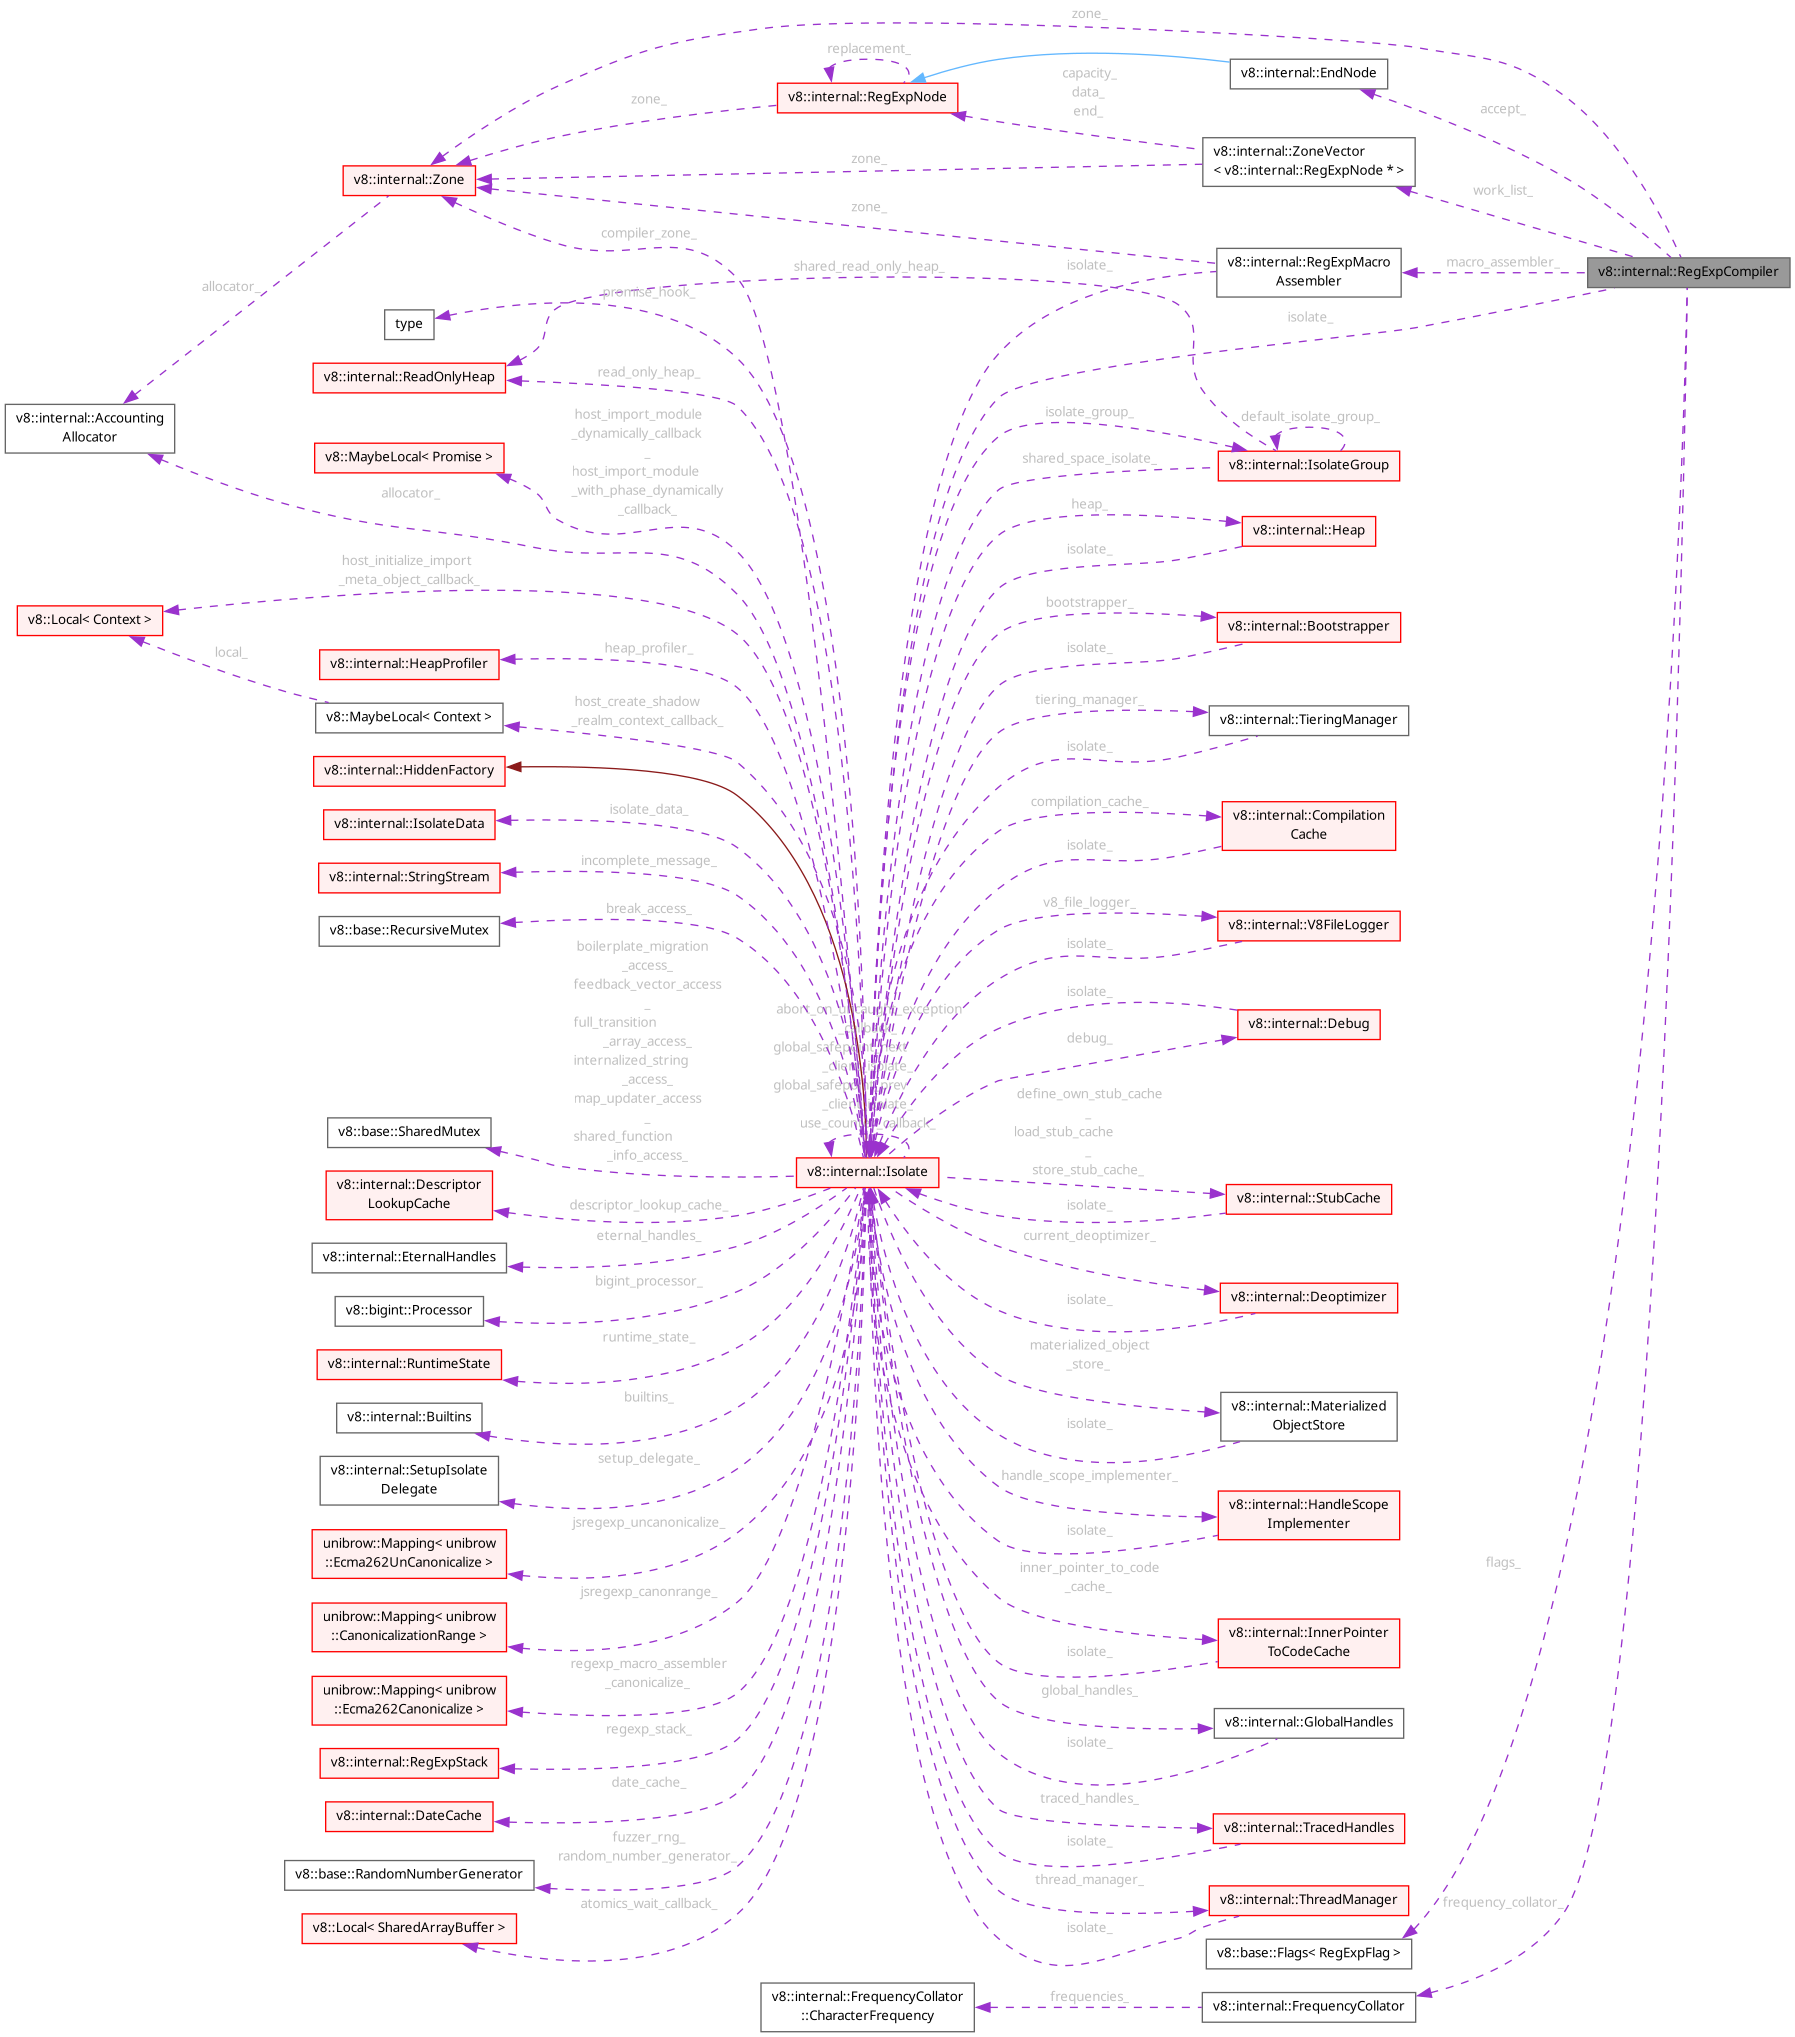 zone_
replacement_
v8::internal::EndNode
capacity_
data_
end_
v8::internal::RegExpNode
zone_
accept_
v8::internal::ZoneVector
< v8::internal::RegExpNode * >
zone_
v8::internal::Zone
work_list_
zone_
compiler_zone_
v8::internal::RegExpMacro
Assembler
macro_assembler_
v8::internal::RegExpCompiler
shared_read_only_heap_
isolate_
allocator_
promise_hook_
type
isolate_
v8::internal::ReadOnlyHeap
read_only_heap_
v8::internal::Accounting
Allocator
host_import_module
_dynamically_callback
_
host_import_module
_with_phase_dynamically
_callback_
isolate_group_
default_isolate_group_
v8::MaybeLocal< Promise >
shared_space_isolate_
v8::internal::IsolateGroup
allocator_
heap_
v8::internal::Heap
isolate_
host_initialize_import
_meta_object_callback_
v8::Local< Context >
bootstrapper_
v8::internal::Bootstrapper
isolate_
local_
v8::internal::HeapProfiler
heap_profiler_
host_create_shadow
_realm_context_callback_
v8::MaybeLocal< Context >
tiering_manager_
v8::internal::TieringManager
isolate_
v8::internal::HiddenFactory
v8::internal::IsolateData
isolate_data_
compilation_cache_
v8::internal::Compilation
Cache
isolate_
v8::internal::StringStream
incomplete_message_
v8::base::RecursiveMutex
break_access_
v8_file_logger_
v8::internal::V8FileLogger
isolate_
boilerplate_migration
_access_
feedback_vector_access
_
full_transition
_array_access_
internalized_string
_access_
map_updater_access
_
shared_function
_info_access_
abort_on_uncaught_exception
_callback_
global_safepoint_next
_client_isolate_
global_safepoint_prev
_client_isolate_
use_counter_callback_
isolate_
v8::internal::Debug
debug_
define_own_stub_cache
_
load_stub_cache
_
store_stub_cache_
v8::base::SharedMutex
v8::internal::Isolate
v8::internal::StubCache
isolate_
v8::internal::Descriptor
LookupCache
descriptor_lookup_cache_
current_deoptimizer_
v8::internal::EternalHandles
eternal_handles_
v8::internal::Deoptimizer
isolate_
v8::bigint::Processor
bigint_processor_
v8::internal::RuntimeState
runtime_state_
materialized_object
_store_
v8::internal::Materialized
ObjectStore
isolate_
v8::internal::Builtins
builtins_
v8::internal::SetupIsolate
Delegate
setup_delegate_
handle_scope_implementer_
v8::internal::HandleScope
Implementer
isolate_
unibrow::Mapping< unibrow
::Ecma262UnCanonicalize >
jsregexp_uncanonicalize_
flags_
inner_pointer_to_code
_cache_
v8::internal::InnerPointer
ToCodeCache
isolate_
unibrow::Mapping< unibrow
::CanonicalizationRange >
jsregexp_canonrange_
unibrow::Mapping< unibrow
::Ecma262Canonicalize >
regexp_macro_assembler
_canonicalize_
global_handles_
v8::internal::GlobalHandles
isolate_
v8::internal::RegExpStack
regexp_stack_
v8::internal::DateCache
date_cache_
traced_handles_
v8::internal::TracedHandles
isolate_
v8::base::RandomNumberGenerator
fuzzer_rng_
random_number_generator_
thread_manager_
v8::internal::ThreadManager
isolate_
frequency_collator_
v8::Local< SharedArrayBuffer >
atomics_wait_callback_
v8::base::Flags< RegExpFlag >
v8::internal::FrequencyCollator
::CharacterFrequency
frequencies_
v8::internal::FrequencyCollator